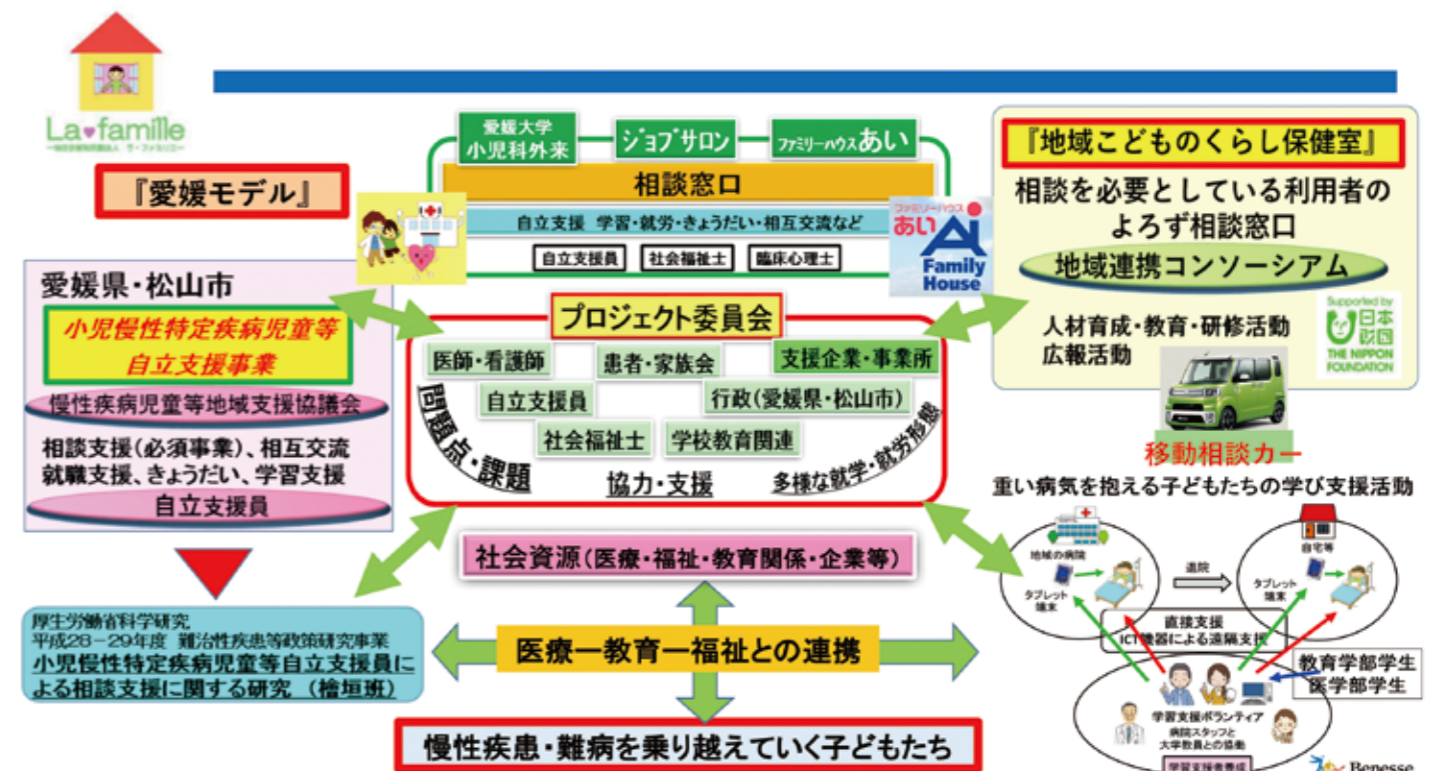 La♥famille
『愛媛モデル』
愛媛大学
小児科外来
ジョブサロン
ファミリーハウスあい
相談窓口
自立支援 学習・就労・きょうだい・相互交流など
自立支援員
社会福祉士
臨床心理士
ファミリーハウス
あい
Ai
Family
House
『地域こどものくらし保健室』
相談を必要としている利用者の
よろず相談窓口
地域連携コンソーシアム
人材育成・教育・研修活動
広報活動
Supported by
日本
財団
THE NIPPON
FOUNDATION
移動相談カー
愛媛県・松山市
小児慢性特定疾病児童等
自立支援事業
慢性疾病児童等地域支援協議会
相談支援(必須事業)、相互交流
就職支援、きょうだい、学習支援
自立支援員
プロジェクト委員会
医師・看護師
患者・家族会
支援企業・事業所
自立支援員
行政(愛媛県・松山市)
社会福祉士
学校教育関連
問題点・課題
協力・支援
多様な就学・就労形態
社会資源(医療・福祉・教育関係・企業等)
厚生労働省科学研究
平成28－29年度 難治性疾患等政策研究事業
小児慢性特定疾病児童等自立支援員に
よる相談支援に関する研究 (檜垣班)
医療ー教育ー福祉との連携
慢性疾患・難病を乗り越えていく子どもたち
重い病気を抱える子どもたちの学び支援活動
地域の病院
タブレット
端末
退院
自宅等
タブレット
端末
直接支援
ICT機器による遠隔支援
教育学部学生
医学部学生
学習支援ボランティア
病院スタッフと
大学教員との協働
学習支援者養成
Benesse